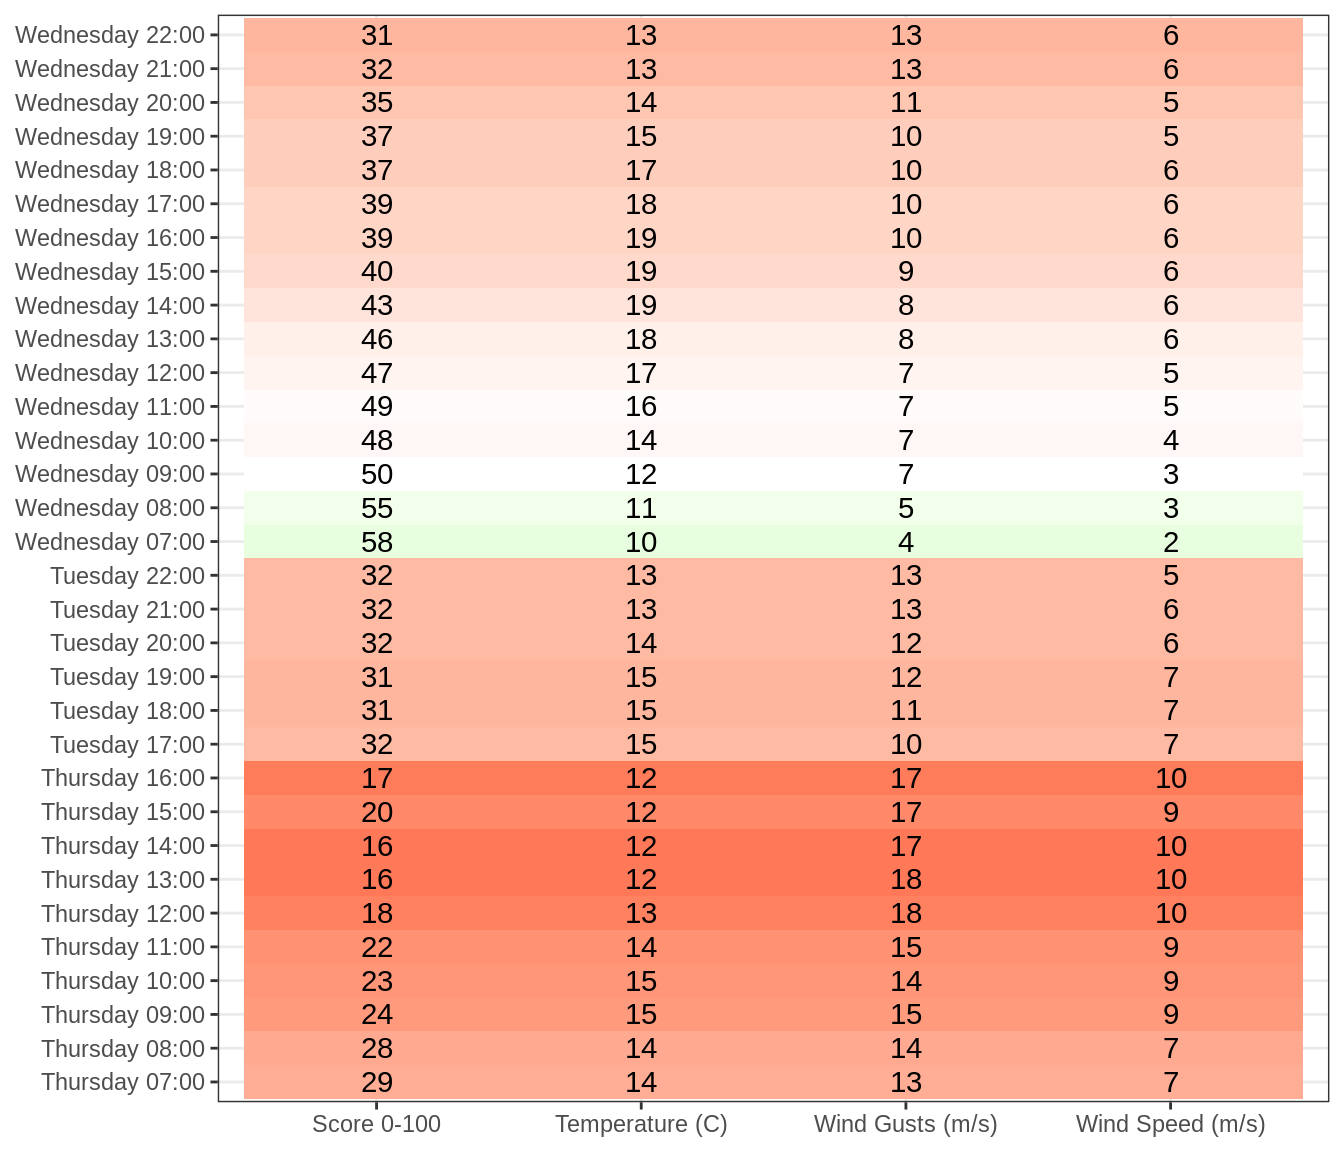 Wednesday 22:00 31 13 13 6
Wednesday 21:00 32 13 13 6
Wednesday 20:00 35 14 11 5
Wednesday 19:00 37 15 10 5
Wednesday 18:00 37 17 10 6
Wednesday 17:00 39 18 10 6
Wednesday 16:00 39 19 10 6
Wednesday 15:00 40 19 9 6
Wednesday 14:00 43 19 8 6
Wednesday 13:00 46 18 8 6
Wednesday 12:00 47 17 7 5
Wednesday 11:00 49 16 7 5
Wednesday 10:00 48 14 7 4
Wednesday 09:00 50 12 7 3
Wednesday 08:00 55 11 5 3
Wednesday 07:00 58 10 4 2
Tuesday 22:00 32 13 13 5
Tuesday 21:00 32 13 13 6
Tuesday 20:00 32 14 12 6
Tuesday 19:00 31 15 12 7
Tuesday 18:00 31 15 11 7
Tuesday 17:00 32 15 10 7
Thursday 16:00 17 12 17 10
Thursday 15:00 20 12 17 9
Thursday 14:00 16 12 17 10
Thursday 13:00 16 12 18 10
Thursday 12:00 18 13 18 10
Thursday 11:00 22 14 15 9
Thursday 10:00 23 15 14 9
Thursday 09:00 24 15 15 9
Thursday 08:00 28 14 14 7
Thursday 07:00 29 14 13 7
Score 0-100 Temperature (C) Wind Gusts (m/s) Wind Speed (m/s)